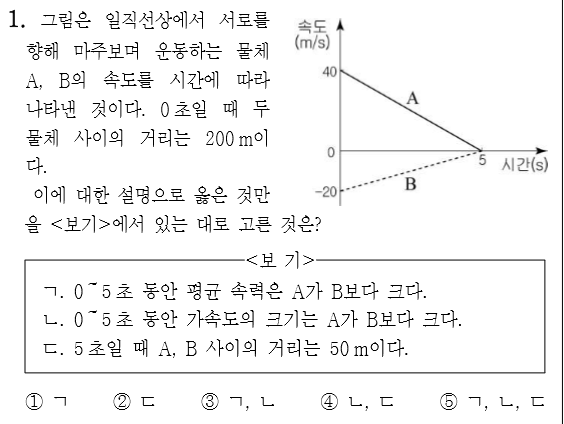 1. 그림은 일직선상에서 서로를
향해 마주보며 운동하는 물체
A, B의 속도를 시간에 따라
나타낸 것이다. 0초일 때 두
물체 사이의 거리는 200 m이
다.
이에 대한 설명으로 옳은 것만
을 <보기>에서 있는 대로 고른 것은?
속도
(m/s)
40
A
0
5 시간(s)
B
-20
<보 기>
ㄱ. 0~5초 동안 평균 속력은 A가 B보다 크다.
ㄴ. 0~5초 동안 가속도의 크기는 A가 B보다 크다.
ㄷ. 5초일 때 A, B 사이의 거리는 50 m이다.
① ㄱ ② ㄷ ③ ㄱ, ㄴ ④ ㄴ, ㄷ ⑤ ㄱ, ㄴ, ㄷ